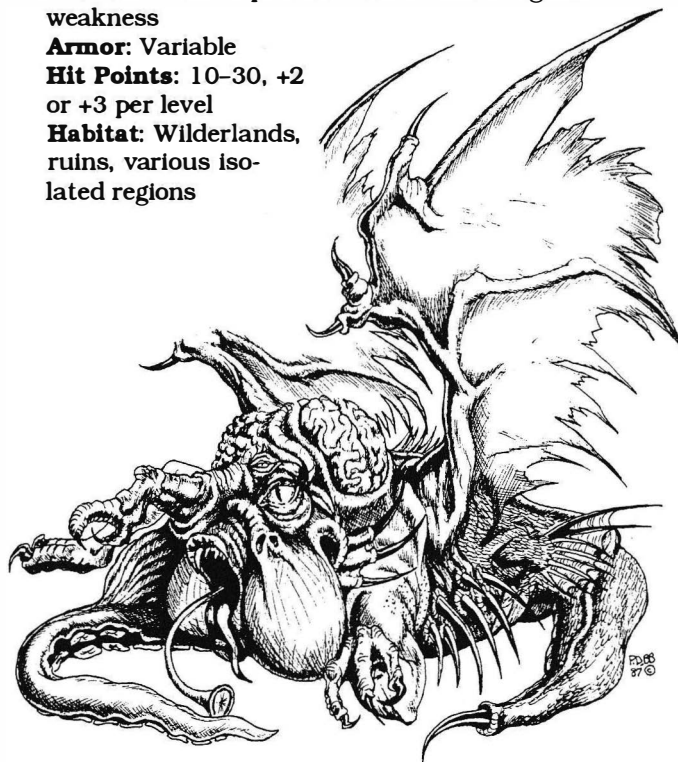 weakness
Armor: Variable
Hit Points: 10–30, +2
or +3 per level
Habitat: Wilderlands,
ruins, various iso-
lated regions
87 ©